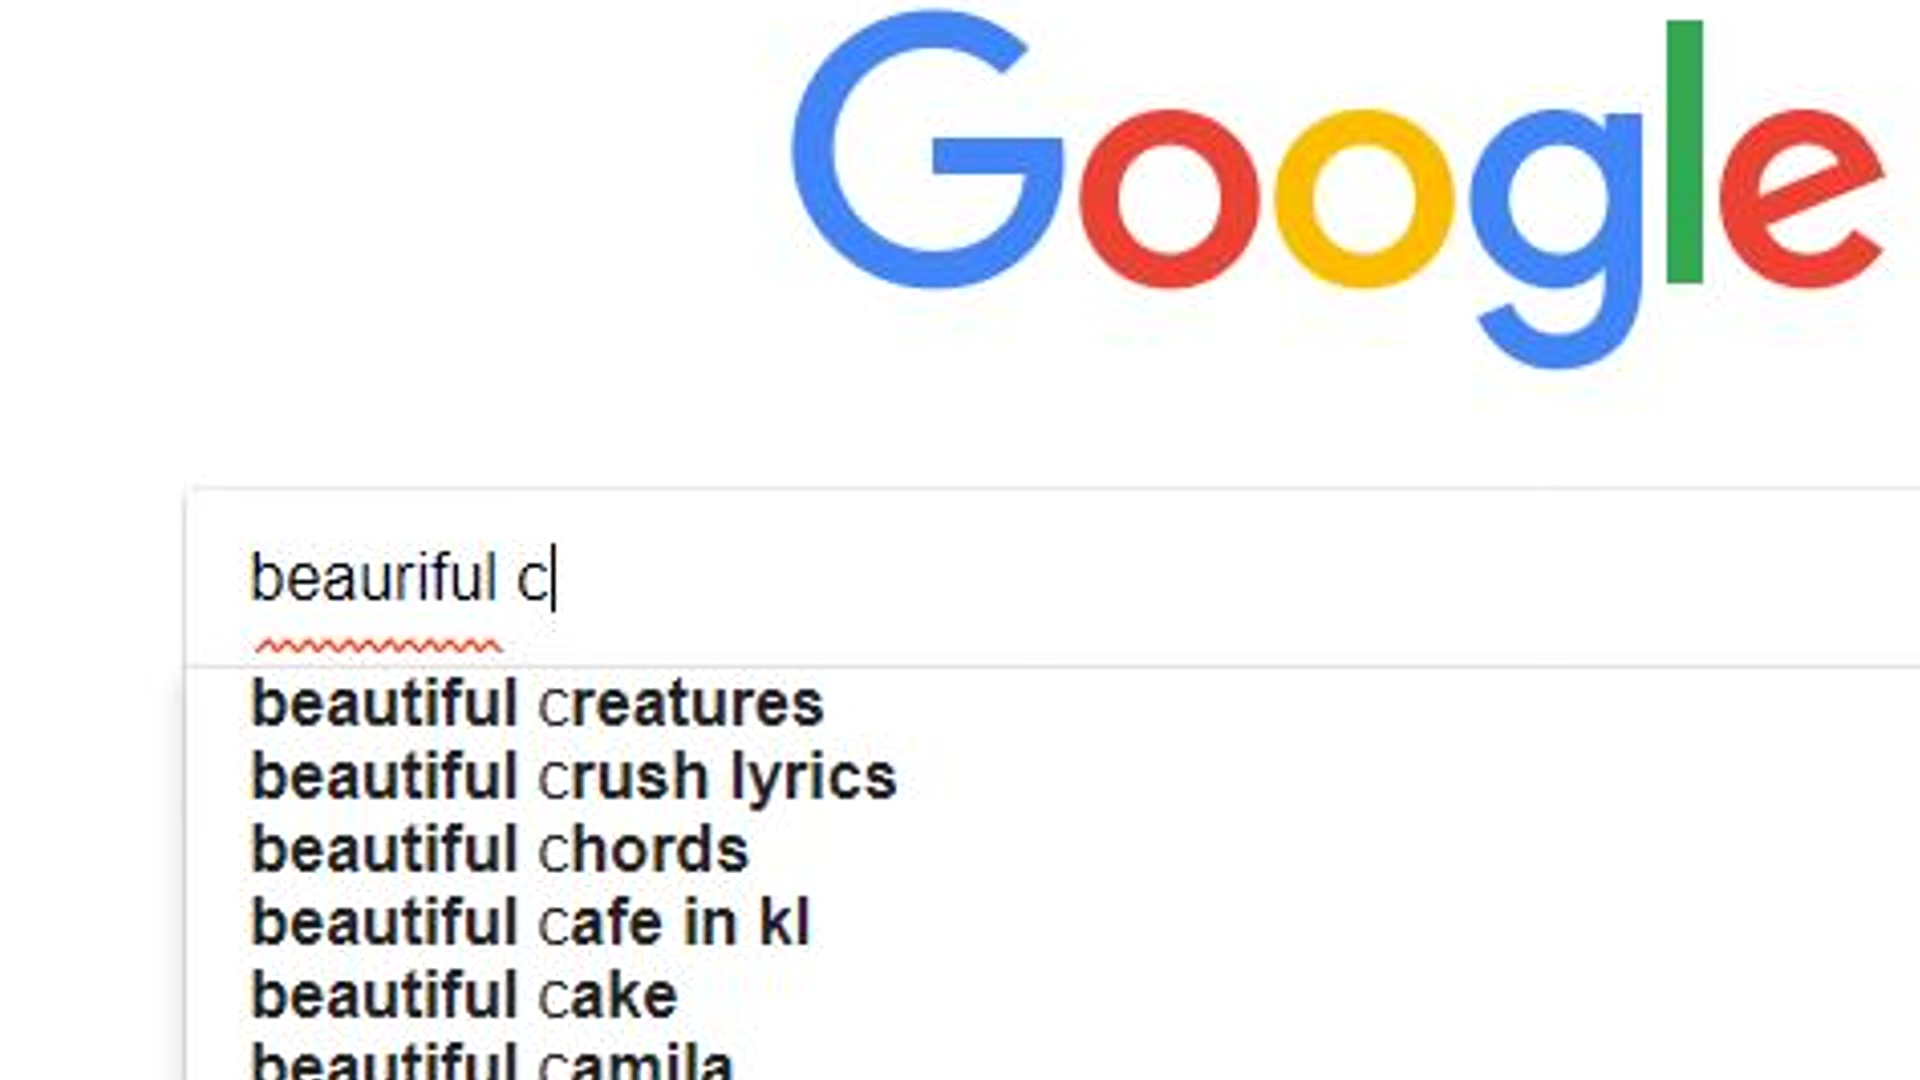 Google
beauriful c
beautiful creatures
beautiful crush lyrics
beautiful chords
beautiful cafe in kl
beautiful cake
beautiful camila